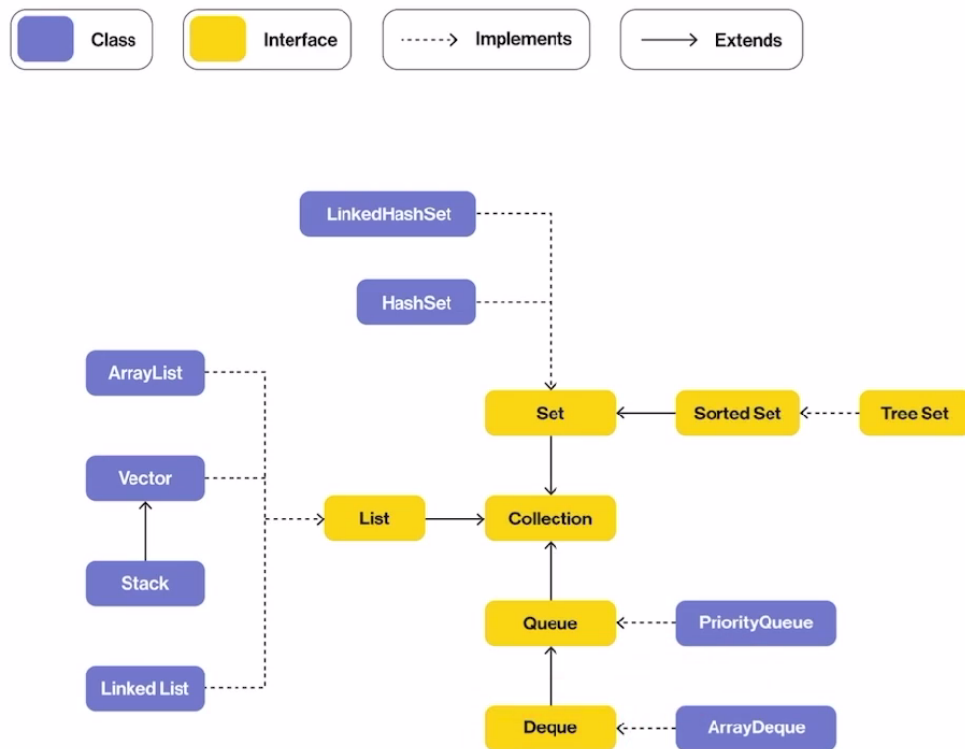 Class
Interface
Implements
Extends
LinkedHashSet
HashSet
ArrayList
Set
Sorted Set
Tree Set
Vector
List
Collection
Stack
Queue
PriorityQueue
Linked List
Deque
ArrayDeque